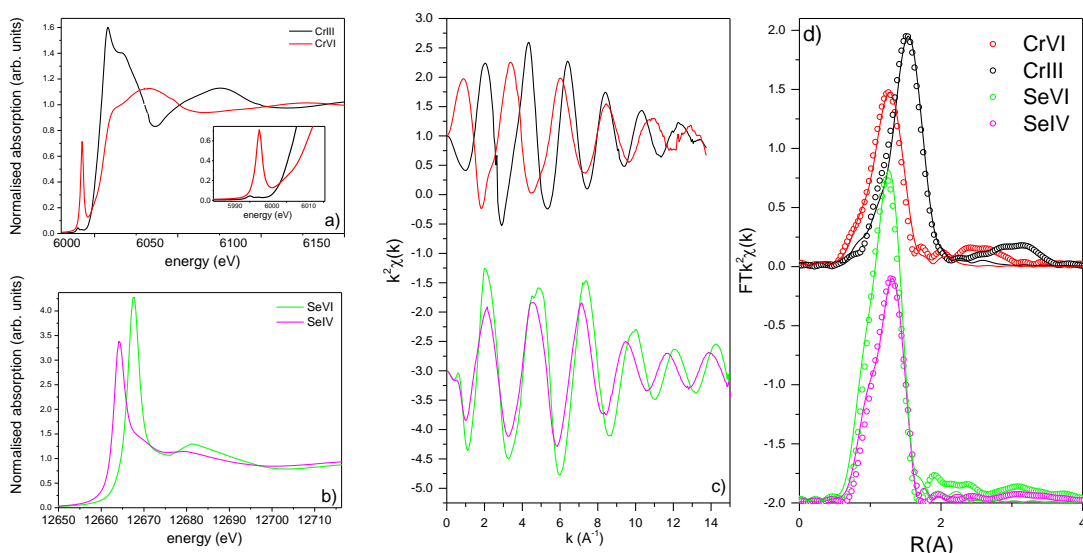 Normalised absorption (arb. units)
1.6
1.4
1.2
1.0
0.8
0.6
0.4
0.2
0.0
CrIII
CrVI
0.6
0.4
0.2
0.0
5990 6000 6010
energy (eV)
a)
6000 6050 6100 6150
energy (eV)
Normalised absorption (arb. units)
4.0
3.5
3.0
2.5
2.0
1.5
1.0
0.5
0.0
SeVI
SeIV
b)
12650 12660 12670 12680 12690 12700 12710
energy (eV)
k²χ(k)
3.0
2.5
2.0
1.5
1.0
0.5
0.0
-0.5
-1.0
-1.5
-2.0
-2.5
-3.0
-3.5
-4.0
-4.5
-5.0
c)
0 2 4 6 8 10 12 14
k (A⁻¹)
d)
FTk²χ(k)
2.0
1.5
1.0
0.5
0.0
-0.5
-1.0
-1.5
-2.0
CrVI
CrIII
SeVI
SeIV
0 2 4
R(A)